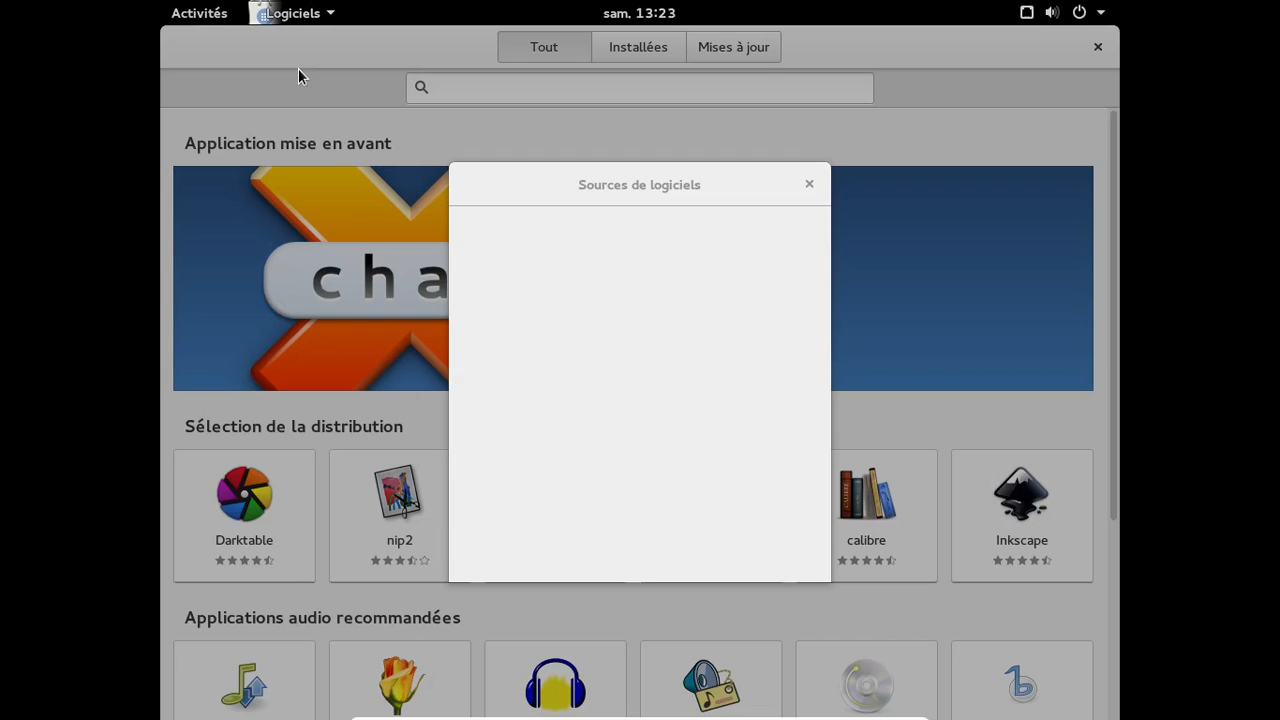 Activités
Logiciels
sam. 13:23
Tout
Installées
Mises à jour
Application mise en avant
Sources de logiciels
cha
Sélection de la distribution
Darktable
nip2
calibre
Inkscape
Applications audio recommandées